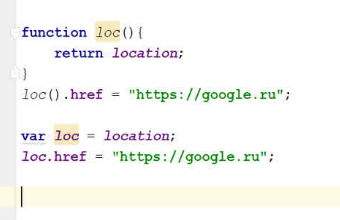 function loc(){
    return location;
}
loc().href = "https://google.ru";
var loc = location;
loc.href = "https://google.ru";